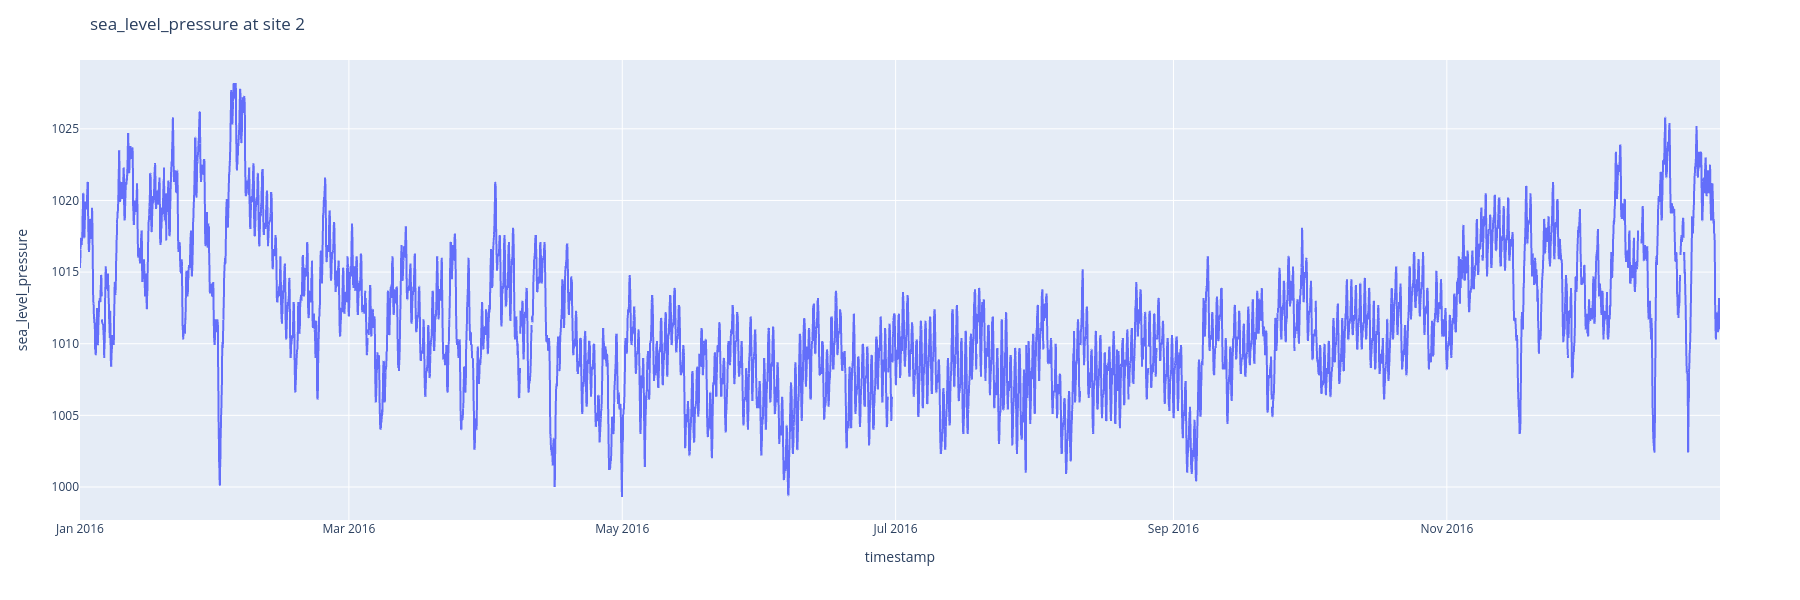 sea_level_pressure at site 2
sea_level_pressure
1025
1020
1015
1010
1005
1000
Jan 2016
Mar 2016
May 2016
Jul 2016
Sep 2016
Nov 2016
timestamp